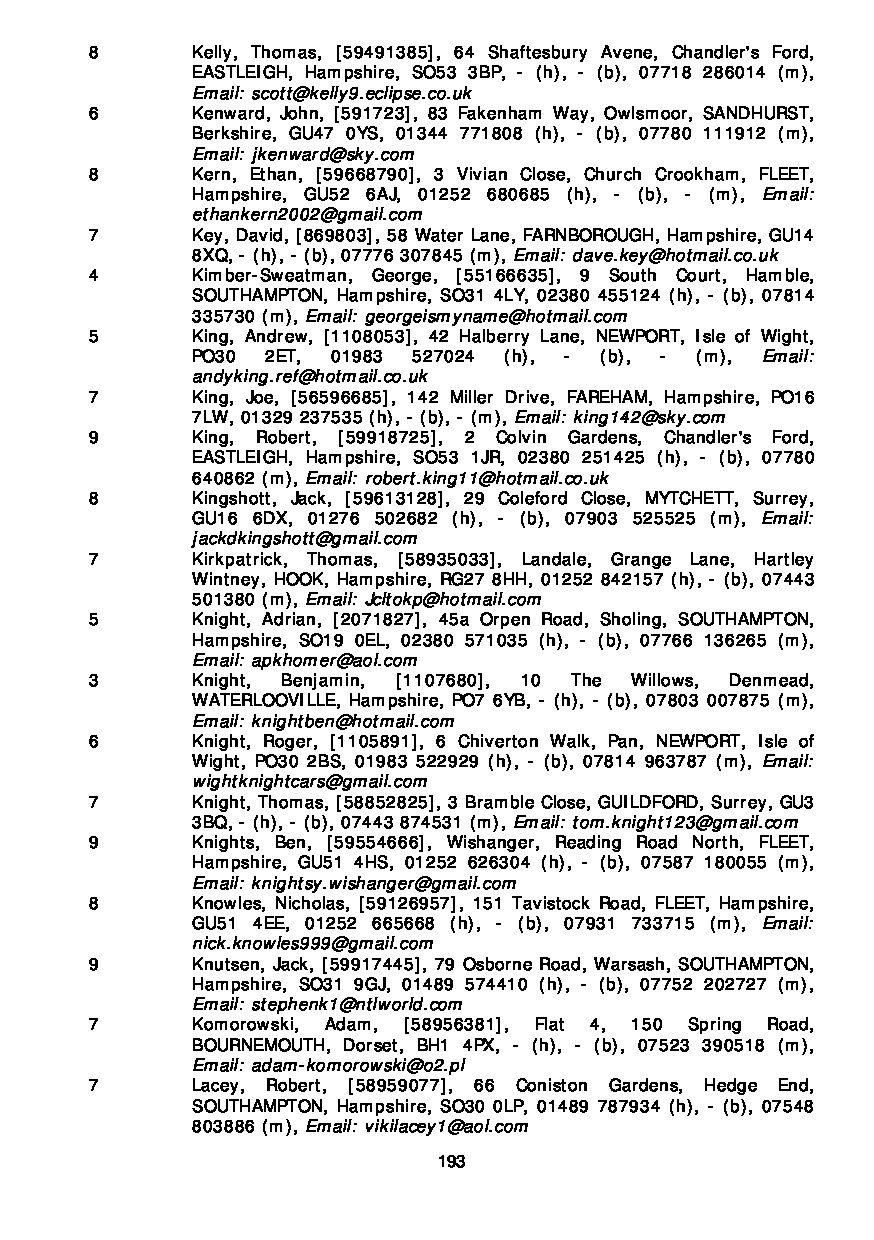 8 Kelly, Thomas, [59491385], 64 Shaftesbury Avene, Chandler's Ford,
EASTLEIGH, Hampshire, SO53 3BP, - (h), - (b), 07718 286014 (m),
Email: scott@kelly9.eclipse.co.uk
6 Kenward, John, [591723], 83 Fakenham Way, Owlsmoor, SANDHURST,
Berkshire, GU47 0YS, 01344 771808 (h), - (b), 07780 111912 (m),
Email: jkenward@sky.com
8 Kern, Ethan, [59668790], 3 Vivian Close, Church Crookham, FLEET,
Hampshire, GU52 6AJ, 01252 680685 (h), - (b), - (m), Email:
ethankern2002@gmail.com
7 Key, David, [869803], 58 Water Lane, FARNBOROUGH, Hampshire, GU14
8XQ, - (h), - (b), 07776 307845 (m), Email: dave.key@hotmail.co.uk
4 Kimber-Sweatman, George, [55166635], 9 South Court, Hamble,
SOUTHAMPTON, Hampshire, SO31 4LY, 02380 455124 (h), - (b), 07814
335730 (m), Email: georgeismyname@hotmail.com
5 King, Andrew, [1108053], 42 Halberry Lane, NEWPORT, Isle of Wight,
PO30 2ET, 01983 527024 (h), - (b), - (m), Email:
andyking.ref@hotmail.co.uk
7 King, Joe, [56596685], 142 Miller Drive, FAREHAM, Hampshire, PO16
7LW, 01329 237535 (h), - (b), - (m), Email: king142@sky.com
9 King, Robert, [59918725], 2 Colvin Gardens, Chandler's Ford,
EASTLEIGH, Hampshire, SO53 1JR, 02380 251425 (h), - (b), 07780
640862 (m), Email: robert.king11@hotmail.co.uk
8 Kingshott, Jack, [59613128], 29 Coleford Close, MYTCHETT, Surrey,
GU16 6DX, 01276 502682 (h), - (b), 07903 525525 (m), Email:
jackdkingshott@gmail.com
7 Kirkpatrick, Thomas, [58935033], Landale, Grange Lane, Hartley
Wintney, HOOK, Hampshire, RG27 8HH, 01252 842157 (h), - (b), 07443
501380 (m), Email: Jcltokp@hotmail.com
5 Knight, Adrian, [2071827], 45a Orpen Road, Sholing, SOUTHAMPTON,
Hampshire, SO19 0EL, 02380 571035 (h), - (b), 07766 136265 (m),
Email: apkhomer@aol.com
3 Knight, Benjamin, [1107680], 10 The Willows, Denmead,
WATERLOOVILLE, Hampshire, PO7 6YB, - (h), - (b), 07803 007875 (m),
Email: knightben@hotmail.com
6 Knight, Roger, [1105891], 6 Chiverton Walk, Pan, NEWPORT, Isle of
Wight, PO30 2BS, 01983 522929 (h), - (b), 07814 963787 (m), Email:
wightknightcars@gmail.com
7 Knight, Thomas, [58852825], 3 Bramble Close, GUILDFORD, Surrey, GU3
3BQ, - (h), - (b), 07443 874531 (m), Email: tom.knight123@gmail.com
9 Knights, Ben, [59554666], Wishanger, Reading Road North, FLEET,
Hampshire, GU51 4HS, 01252 626304 (h), - (b), 07587 180055 (m),
Email: knightsy.wishanger@gmail.com
8 Knowles, Nicholas, [59126957], 151 Tavistock Road, FLEET, Hampshire,
GU51 4EE, 01252 665668 (h), - (b), 07931 733715 (m), Email:
nick.knowles999@gmail.com
9 Knutsen, Jack, [59917445], 79 Osborne Road, Warsash, SOUTHAMPTON,
Hampshire, SO31 9GJ, 01489 574410 (h), - (b), 07752 202727 (m),
Email: stephenk1@ntlworld.com
7 Komorowski, Adam, [58956381], Flat 4, 150 Spring Road,
BOURNEMOUTH, Dorset, BH1 4PX, - (h), - (b), 07523 390518 (m),
Email: adam-komorowski@o2.pl
7 Lacey, Robert, [58959077], 66 Coniston Gardens, Hedge End,
SOUTHAMPTON, Hampshire, SO30 0LP, 01489 787934 (h), - (b), 07548
803886 (m), Email: vikilacey1@aol.com
193